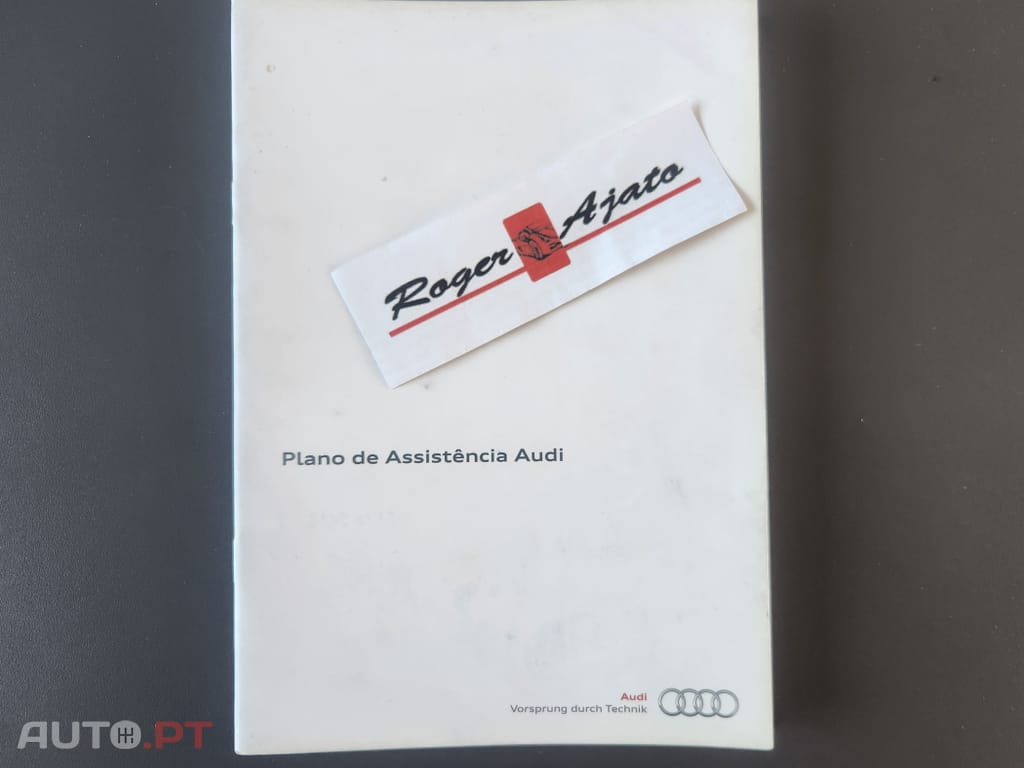 Roger Ajato
Plano de Assistência Audi
Audi
Vorsprung durch Technik
AUTO.PT